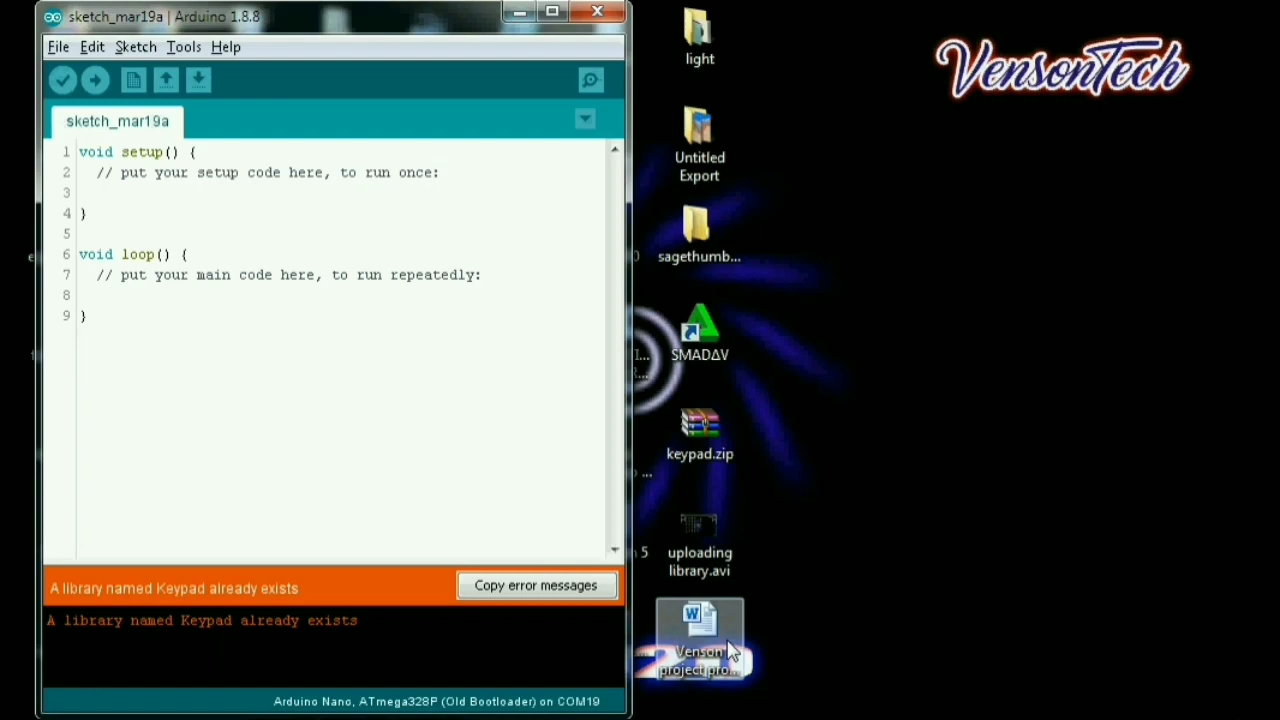 sketch_mar19a | Arduino 1.8.8
File Edit Sketch Tools Help
sketch_mar19a
1 void setup() {
2 // put your setup code here, to run once:
3
4 }
5
6 void loop() {
7 // put your main code here, to run repeatedly:
8
9 }
A library named Keypad already exists
Copy error messages
A library named Keypad already exists
Arduino Nano, ATmega328P (Old Bootloader) on COM19
light
Untitled
Export
sagethumb...
SMADΔV
keypad.zip
uploading
library.avi
Venson
project pro...
VensonTech